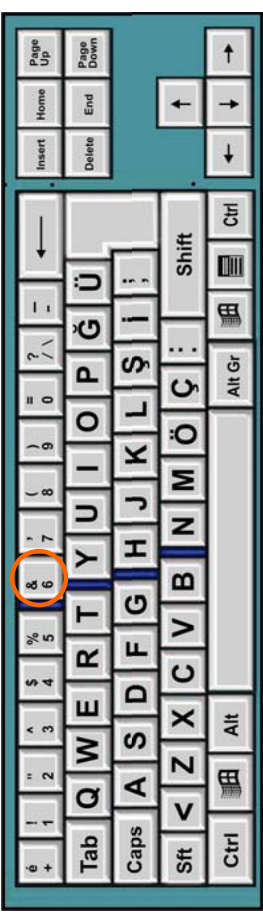 é ! " ^ $ % & ' ( ) = ? _
+ 1 2 3 4 5 6 7 8 9 0 / \ - ← Insert Home Page Up
Tab Q W E R T Y U I O P Ğ Ü Delete End Page Down
Caps A S D F G H J K L Ş İ ; ,
Sft < Z X C V B N M Ö Ç : . Shift ↑
Ctrl Alt Alt Gr Ctrl ← ↓ →